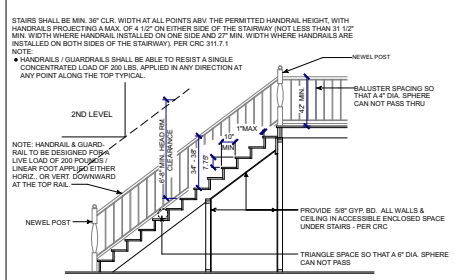 STAIRS SHALL BE MIN. 36" CLR. WIDTH AT ALL POINTS ABV. THE PERMITTED HANDRAIL HEIGHT, WITH
HANDRAILS PROJECTING A MAX. OF 4 1/2" ON EITHER SIDE OF THE STAIRWAY (NOT LESS THAN 31 1/2"
MIN. WIDTH WHERE HANDRAIL INSTALLED ON ONE SIDE AND 27" MIN. WIDTH WHERE HANDRAILS ARE
INSTALLED ON BOTH SIDES OF THE STAIRWAY). PER CRC 311.7.1
NOTE:
• HANDRAILS / GUARDRAILS SHALL BE ABLE TO RESIST A SINGLE
CONCENTRATED LOAD OF 200 LBS, APPLIED IN ANY DIRECTION AT
ANY POINT ALONG THE TOP TYPICAL.
NEWEL POST
2ND LEVEL
42" MIN.
BALUSTER SPACING SO
THAT A 4" DIA. SPHERE
CAN NOT PASS THRU
6'-8" MIN. HEAD RM.
CLEARANCE
34" - 38"
1"MAX
10"
MIN
7.75"
NOTE: HANDRAIL & GUARD-
RAIL TO BE DESIGNED FOR A
LIVE LOAD OF 200 POUNDS /
LINEAR FOOT APPLIED EITHER
HORIZ., OR VERT. DOWNWARD
AT THE TOP RAIL.
NEWEL POST
PROVIDE 5/8" GYP. BD. ALL WALLS &
CEILING IN ACCESSIBLE ENCLOSED SPACE
UNDER STAIRS - PER CRC
TRIANGLE SPACE SO THAT A 6" DIA. SPHERE
CAN NOT PASS